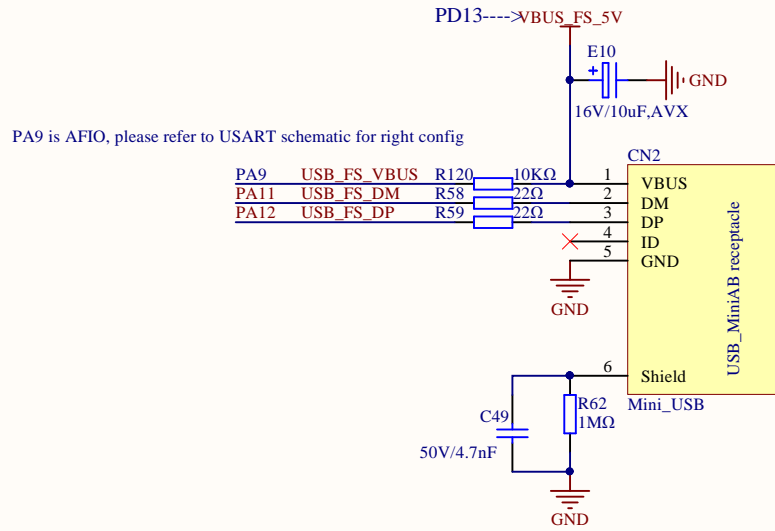 PD13---->VBUS_FS_5V
E10
+
GND
16V/10uF,AVX
PA9 is AFIO, please refer to USART schematic for right config
CN2
PA9 USB_FS_VBUS R120 10KΩ 1 VBUS
PA11 USB_FS_DM R58 22Ω 2 DM
PA12 USB_FS_DP R59 22Ω 3 DP
4 ID
5 GND
GND
USB_MiniAB receptacle
6 Shield
Mini_USB
C49
R62
1MΩ
50V/4.7nF
GND